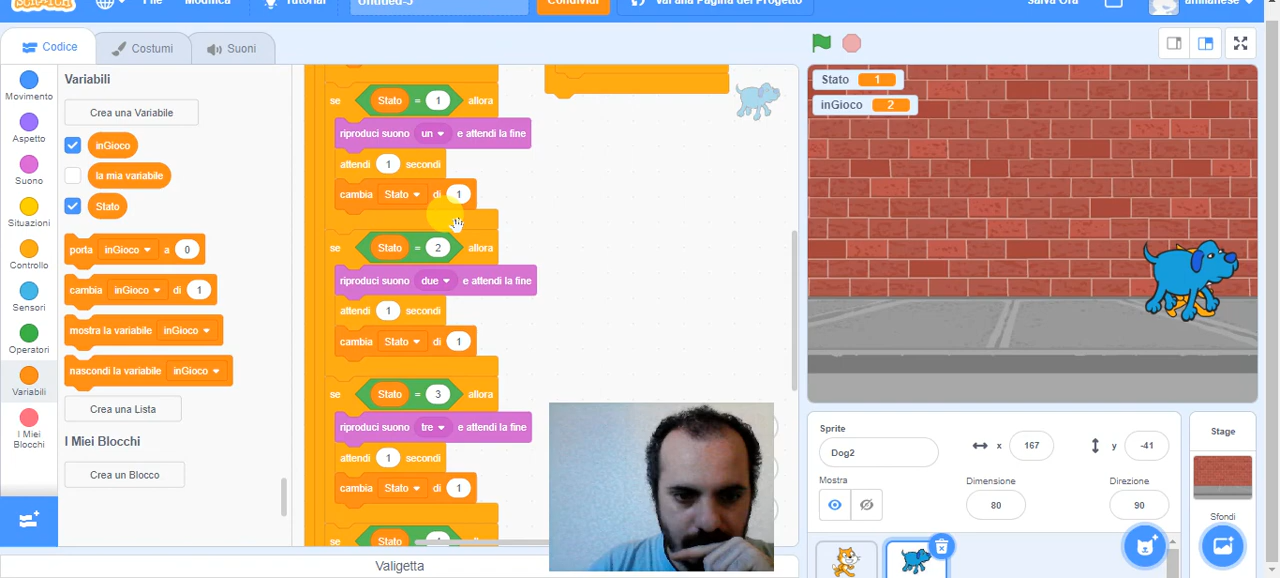 SCRATCH File Modifica Tutorial Untitled-5 Condividi Vai alla Pagina del Progetto Salva Ora
Codice Costumi Suoni
Movimento
Aspetto
Suono
Situazioni
Controllo
Sensori
Operatori
Variabili
I Miei
Blocchi
Variabili
Crea una Variabile
inGioco
la mia variabile
Stato
porta inGioco a 0
cambia inGioco di 1
mostra la variabile inGioco
nascondi la variabile inGioco
Crea una Lista
I Miei Blocchi
Crea un Blocco
se Stato = 1 allora
riproduci suono un e attendi la fine
attendi 1 secondi
cambia Stato di 1
se Stato = 2 allora
riproduci suono due e attendi la fine
attendi 1 secondi
cambia Stato di 1
se Stato = 3 allora
riproduci suono tre e attendi la fine
attendi 1 secondi
cambia Stato di 1
se Stato =
Valigetta
Stato 1
inGioco 2
Sprite
Dog2
x 167
y -41
Mostra
Dimensione
80
Direzione
90
Stage
Sfondi